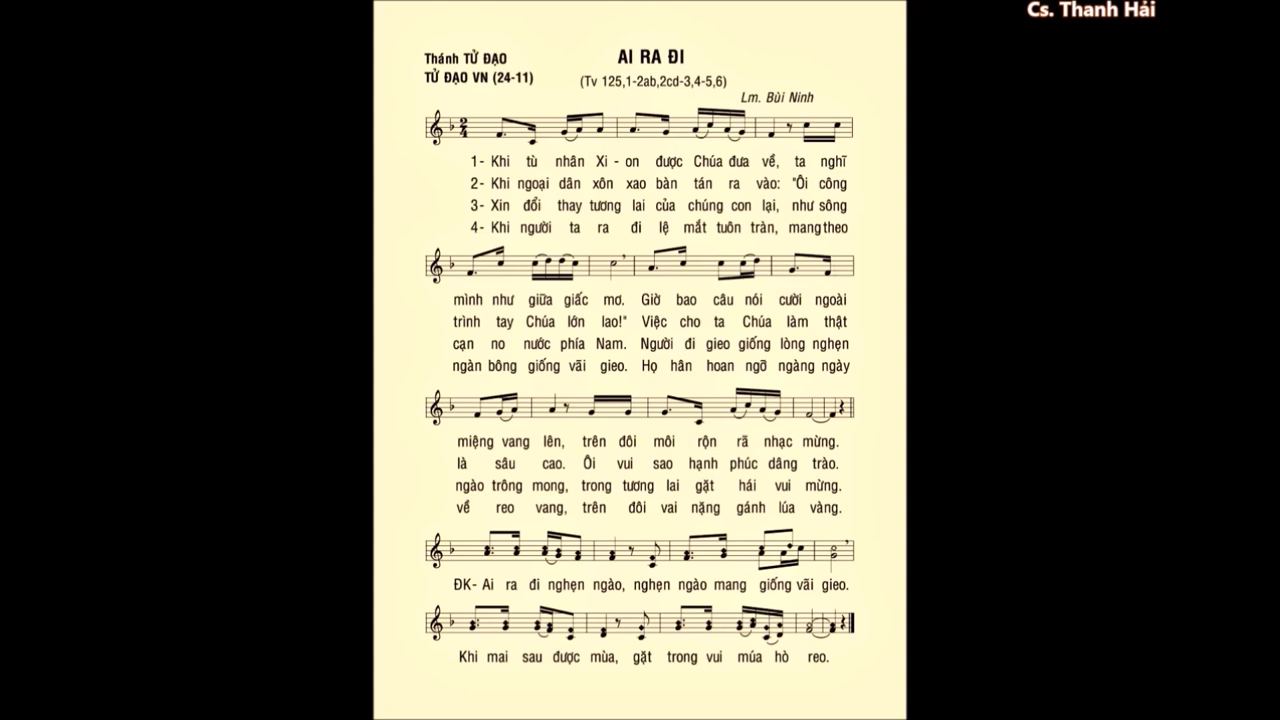 Cs. Thanh Hải
Thánh TỬ ĐẠO
TỬ ĐẠO VN (24-11)
AI RA ĐI
(Tv 125,1-2ab,2cd-3,4-5,6)
Lm. Bùi Ninh
1- Khi tù nhân Xi - on được Chúa đưa về, ta nghĩ
2- Khi ngoại dân xôn xao bàn tán ra vào: "Ôi công
3- Xin đổi thay tương lai của chúng con lại, như sông
4- Khi người ta ra đi lệ mắt tuôn tràn, mang theo
mình như giữa giấc mơ. Giờ bao câu nói cười ngoài
trình tay Chúa lớn lao!" Việc cho ta Chúa làm thật
cạn no nước phía Nam. Người đi gieo giống lòng nghẹn
ngàn bông giống vãi gieo. Họ hân hoan ngỡ ngàng ngày
miệng vang lên, trên đôi môi rộn rã nhạc mừng.
là sâu cao. Ôi vui sao hạnh phúc dâng trào.
ngào trông mong, trong tương lai gặt hái vui mừng.
về reo vang, trên đôi vai nặng gánh lúa vàng.
ĐK- Ai ra đi nghẹn ngào, nghẹn ngào mang giống vãi gieo.
Khi mai sau được mùa, gặt trong vui múa hò reo.